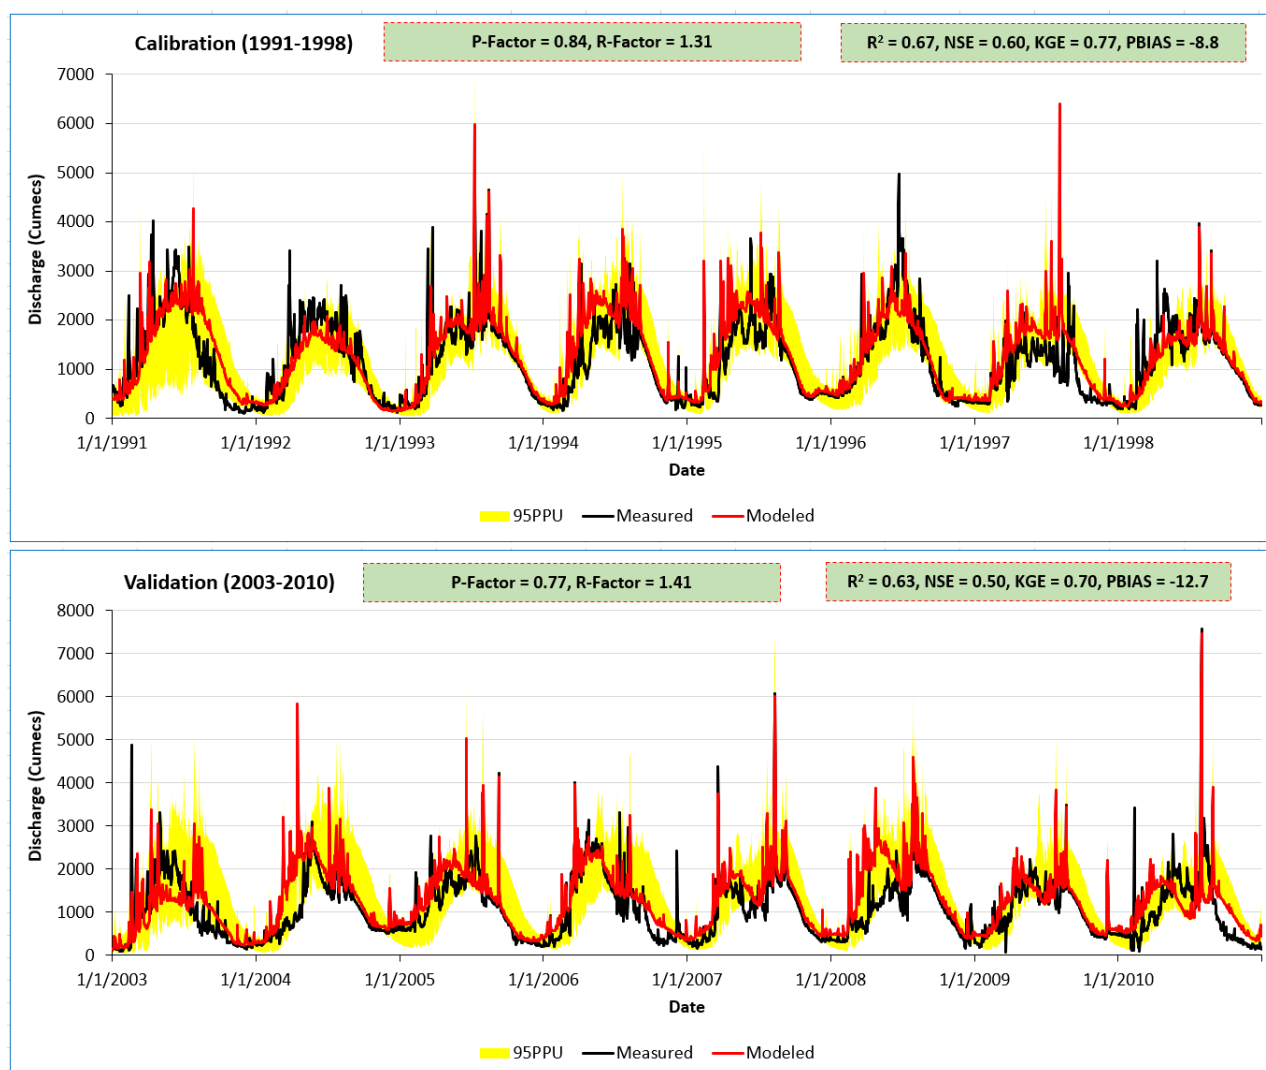 Calibration (1991-1998)
P-Factor = 0.84, R-Factor = 1.31
R² = 0.67, NSE = 0.60, KGE = 0.77, PBIAS = -8.8
7000
6000
5000
4000
3000
2000
1000
0
Discharge (Cumecs)
1/1/1991
1/1/1992
1/1/1993
1/1/1994
1/1/1995
1/1/1996
1/1/1997
1/1/1998
Date
95PPU
Measured
Modeled
Validation (2003-2010)
P-Factor = 0.77, R-Factor = 1.41
R² = 0.63, NSE = 0.50, KGE = 0.70, PBIAS = -12.7
8000
7000
6000
5000
4000
3000
2000
1000
0
Discharge (Cumecs)
1/1/2003
1/1/2004
1/1/2005
1/1/2006
1/1/2007
1/1/2008
1/1/2009
1/1/2010
Date
95PPU
Measured
Modeled